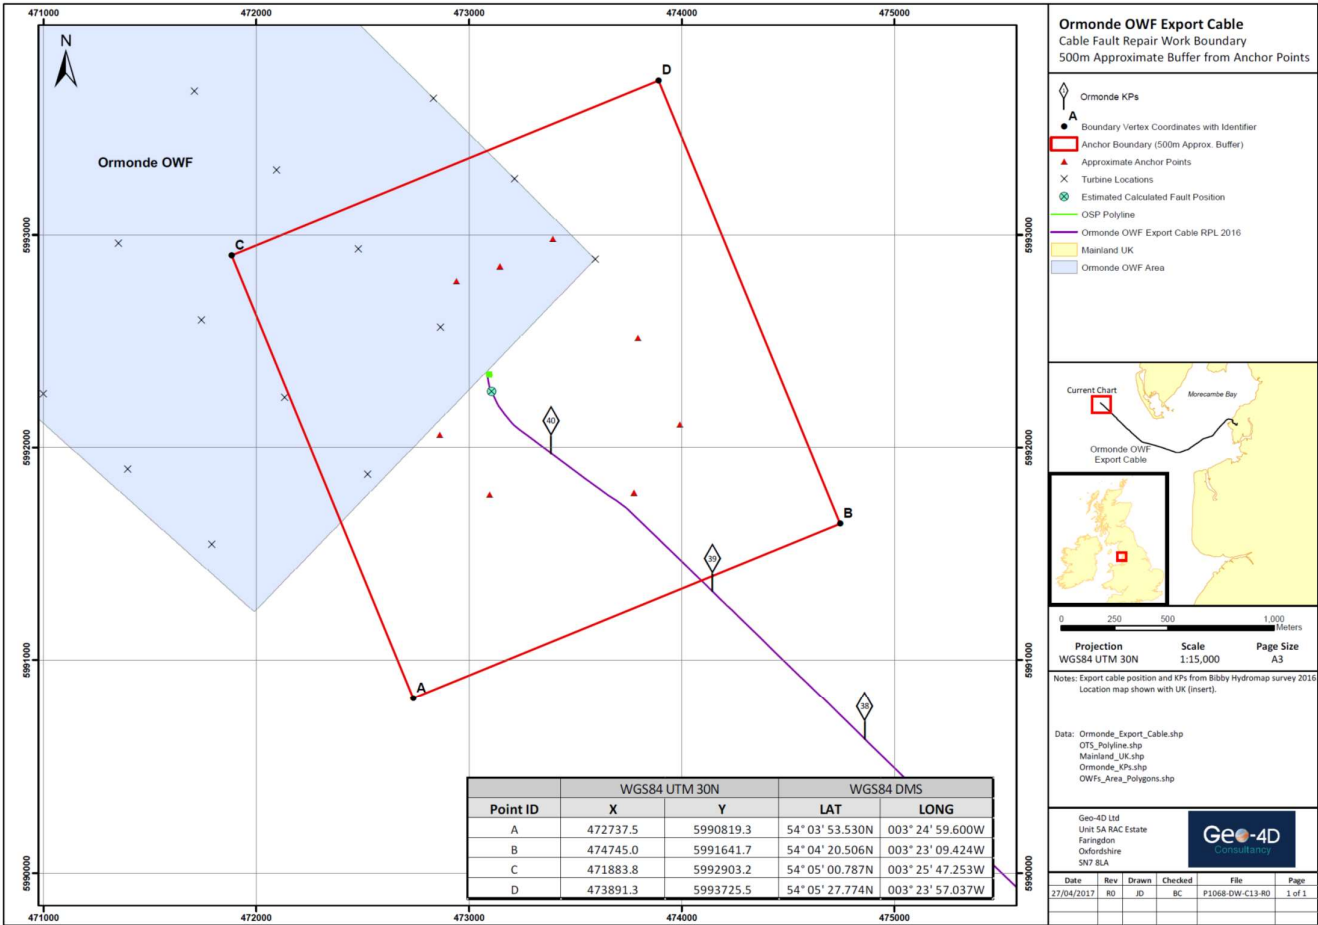 471000 472000 473000 474000 475000
N
Ormonde OWF
D
C
B
A
40
39
38
5993000
5992000
5991000
5990000
5993000
5992000
5991000
5990000
WGS84 UTM 30N WGS84 DMS
Point ID X Y LAT LONG
A 472737.5 5990819.3 54° 03' 53.530N 003° 24' 59.600W
B 474745.0 5991641.7 54° 04' 20.506N 003° 23' 09.424W
C 471883.8 5992903.2 54° 05' 00.787N 003° 25' 47.253W
D 473891.3 5993725.5 54° 05' 27.774N 003° 23' 57.037W
471000 472000 473000 474000 475000
Ormonde OWF Export Cable
Cable Fault Repair Work Boundary
500m Approximate Buffer from Anchor Points
Ormonde KPs
A
Boundary Vertex Coordinates with Identifier
Anchor Boundary (500m Approx. Buffer)
Approximate Anchor Points
Turbine Locations
Estimated Calculated Fault Position
OSP Polyline
Ormonde OWF Export Cable RPL 2016
Mainland UK
Ormonde OWF Area
Current Chart
Morecambe Bay
Ormonde OWF
Export Cable
0 250 500 1,000
Meters
Projection Scale Page Size
WGS84 UTM 30N 1:15,000 A3
Notes: Export cable position and KPs from Bibby Hydromap survey 2016
Location map shown with UK (insert).
Data: Ormonde_Export_Cable.shp
OTS_Polyline.shp
Mainland_UK.shp
Ormonde_KPs.shp
OWFs_Area_Polygons.shp
Geo-4D Ltd
Unit 5A RAC Estate
Faringdon
Oxfordshire
SN7 8LA
Geo-4D
Consultancy
Date Rev Drawn Checked File Page
27/04/2017 R0 JD BC P1068-DW-C13-R0 1 of 1